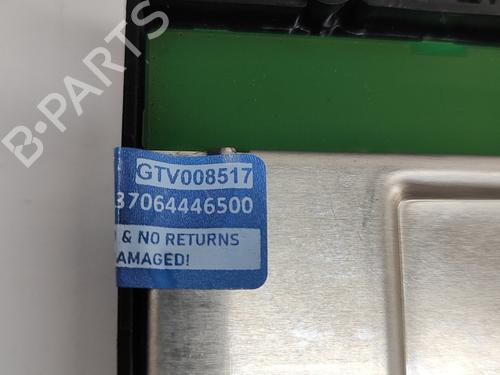 B-PARTS
GTV008517
37064446500
& NO RETURNS
AMAGED!